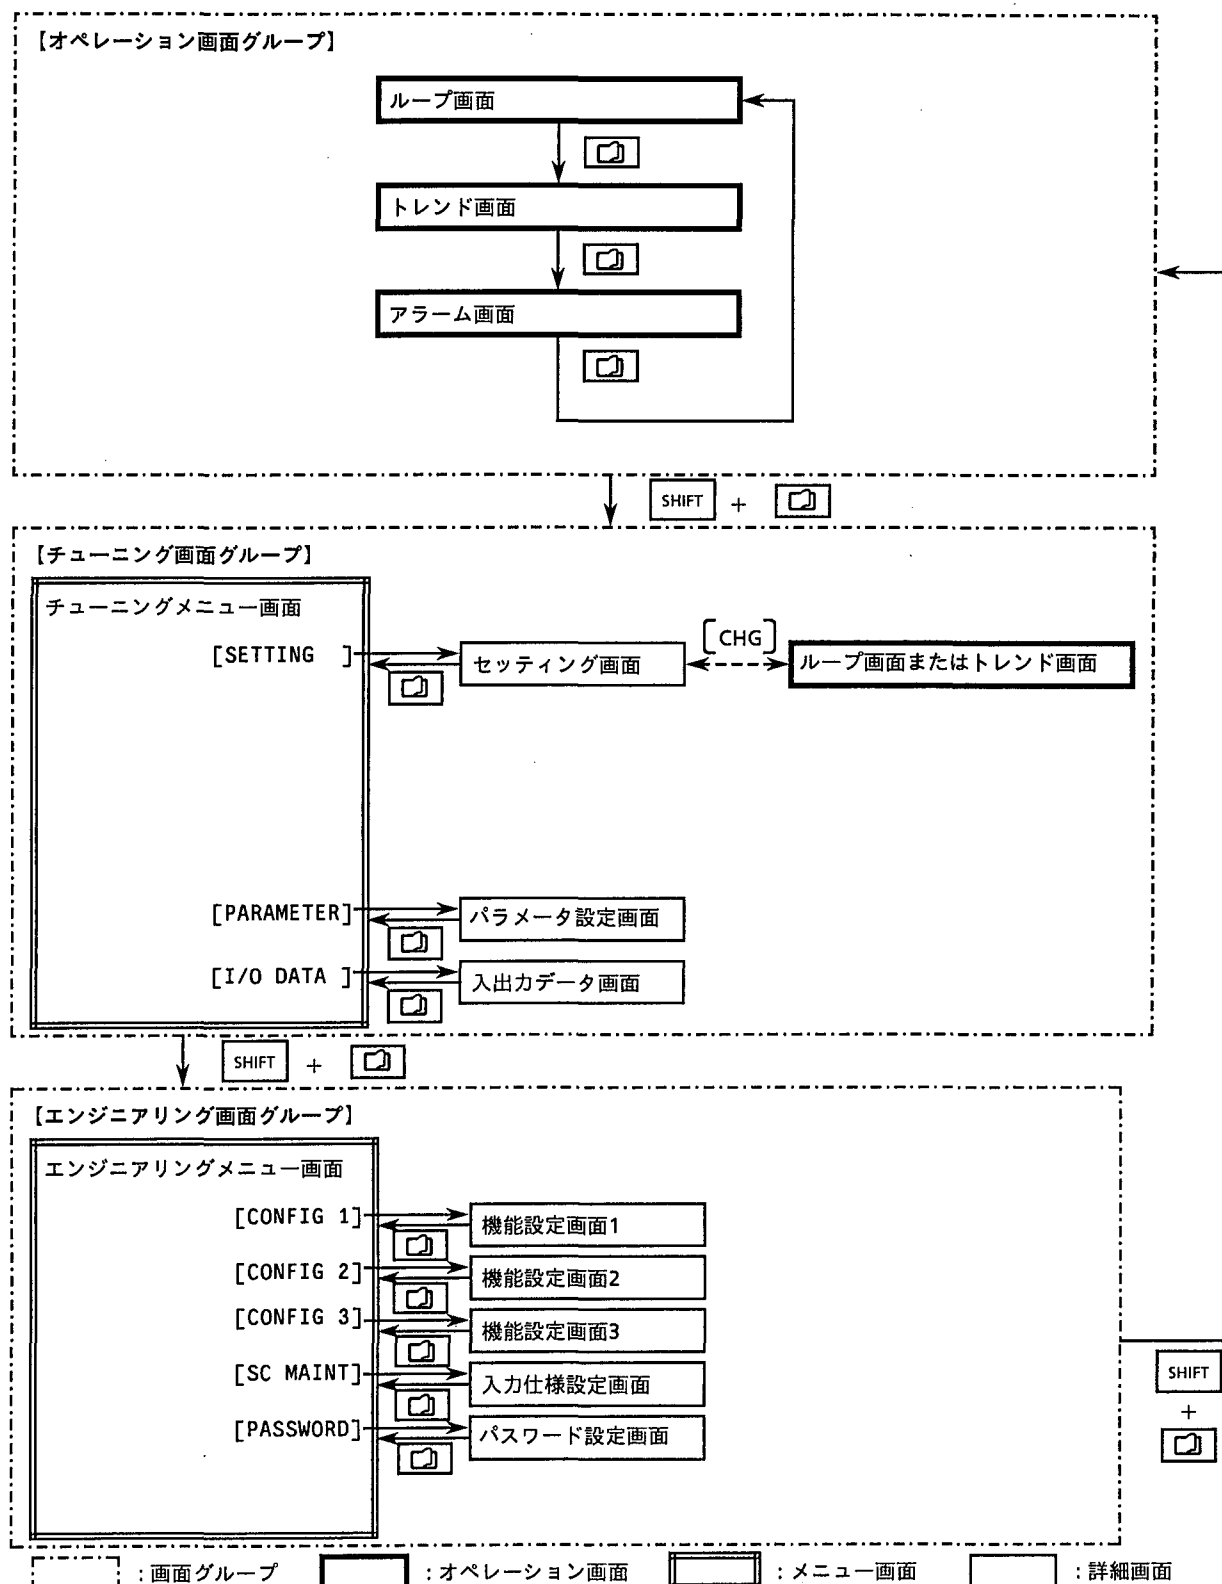 【オペレーション画面グループ】
ループ画面
トレンド画面
アラーム画面
SHIFT +
【チューニング画面グループ】
チューニングメニュー画面
[SETTING ]
セッティング画面
[CHG]
ループ画面またはトレンド画面
[PARAMETER]
パラメータ設定画面
[I/O DATA ]
入出力データ画面
SHIFT +
【エンジニアリング画面グループ】
エンジニアリングメニュー画面
[CONFIG 1]
機能設定画面1
[CONFIG 2]
機能設定画面2
[CONFIG 3]
機能設定画面3
[SC MAINT]
入力仕様設定画面
[PASSWORD]
パスワード設定画面
SHIFT
+
:画面グループ :オペレーション画面 :メニュー画面 :詳細画面